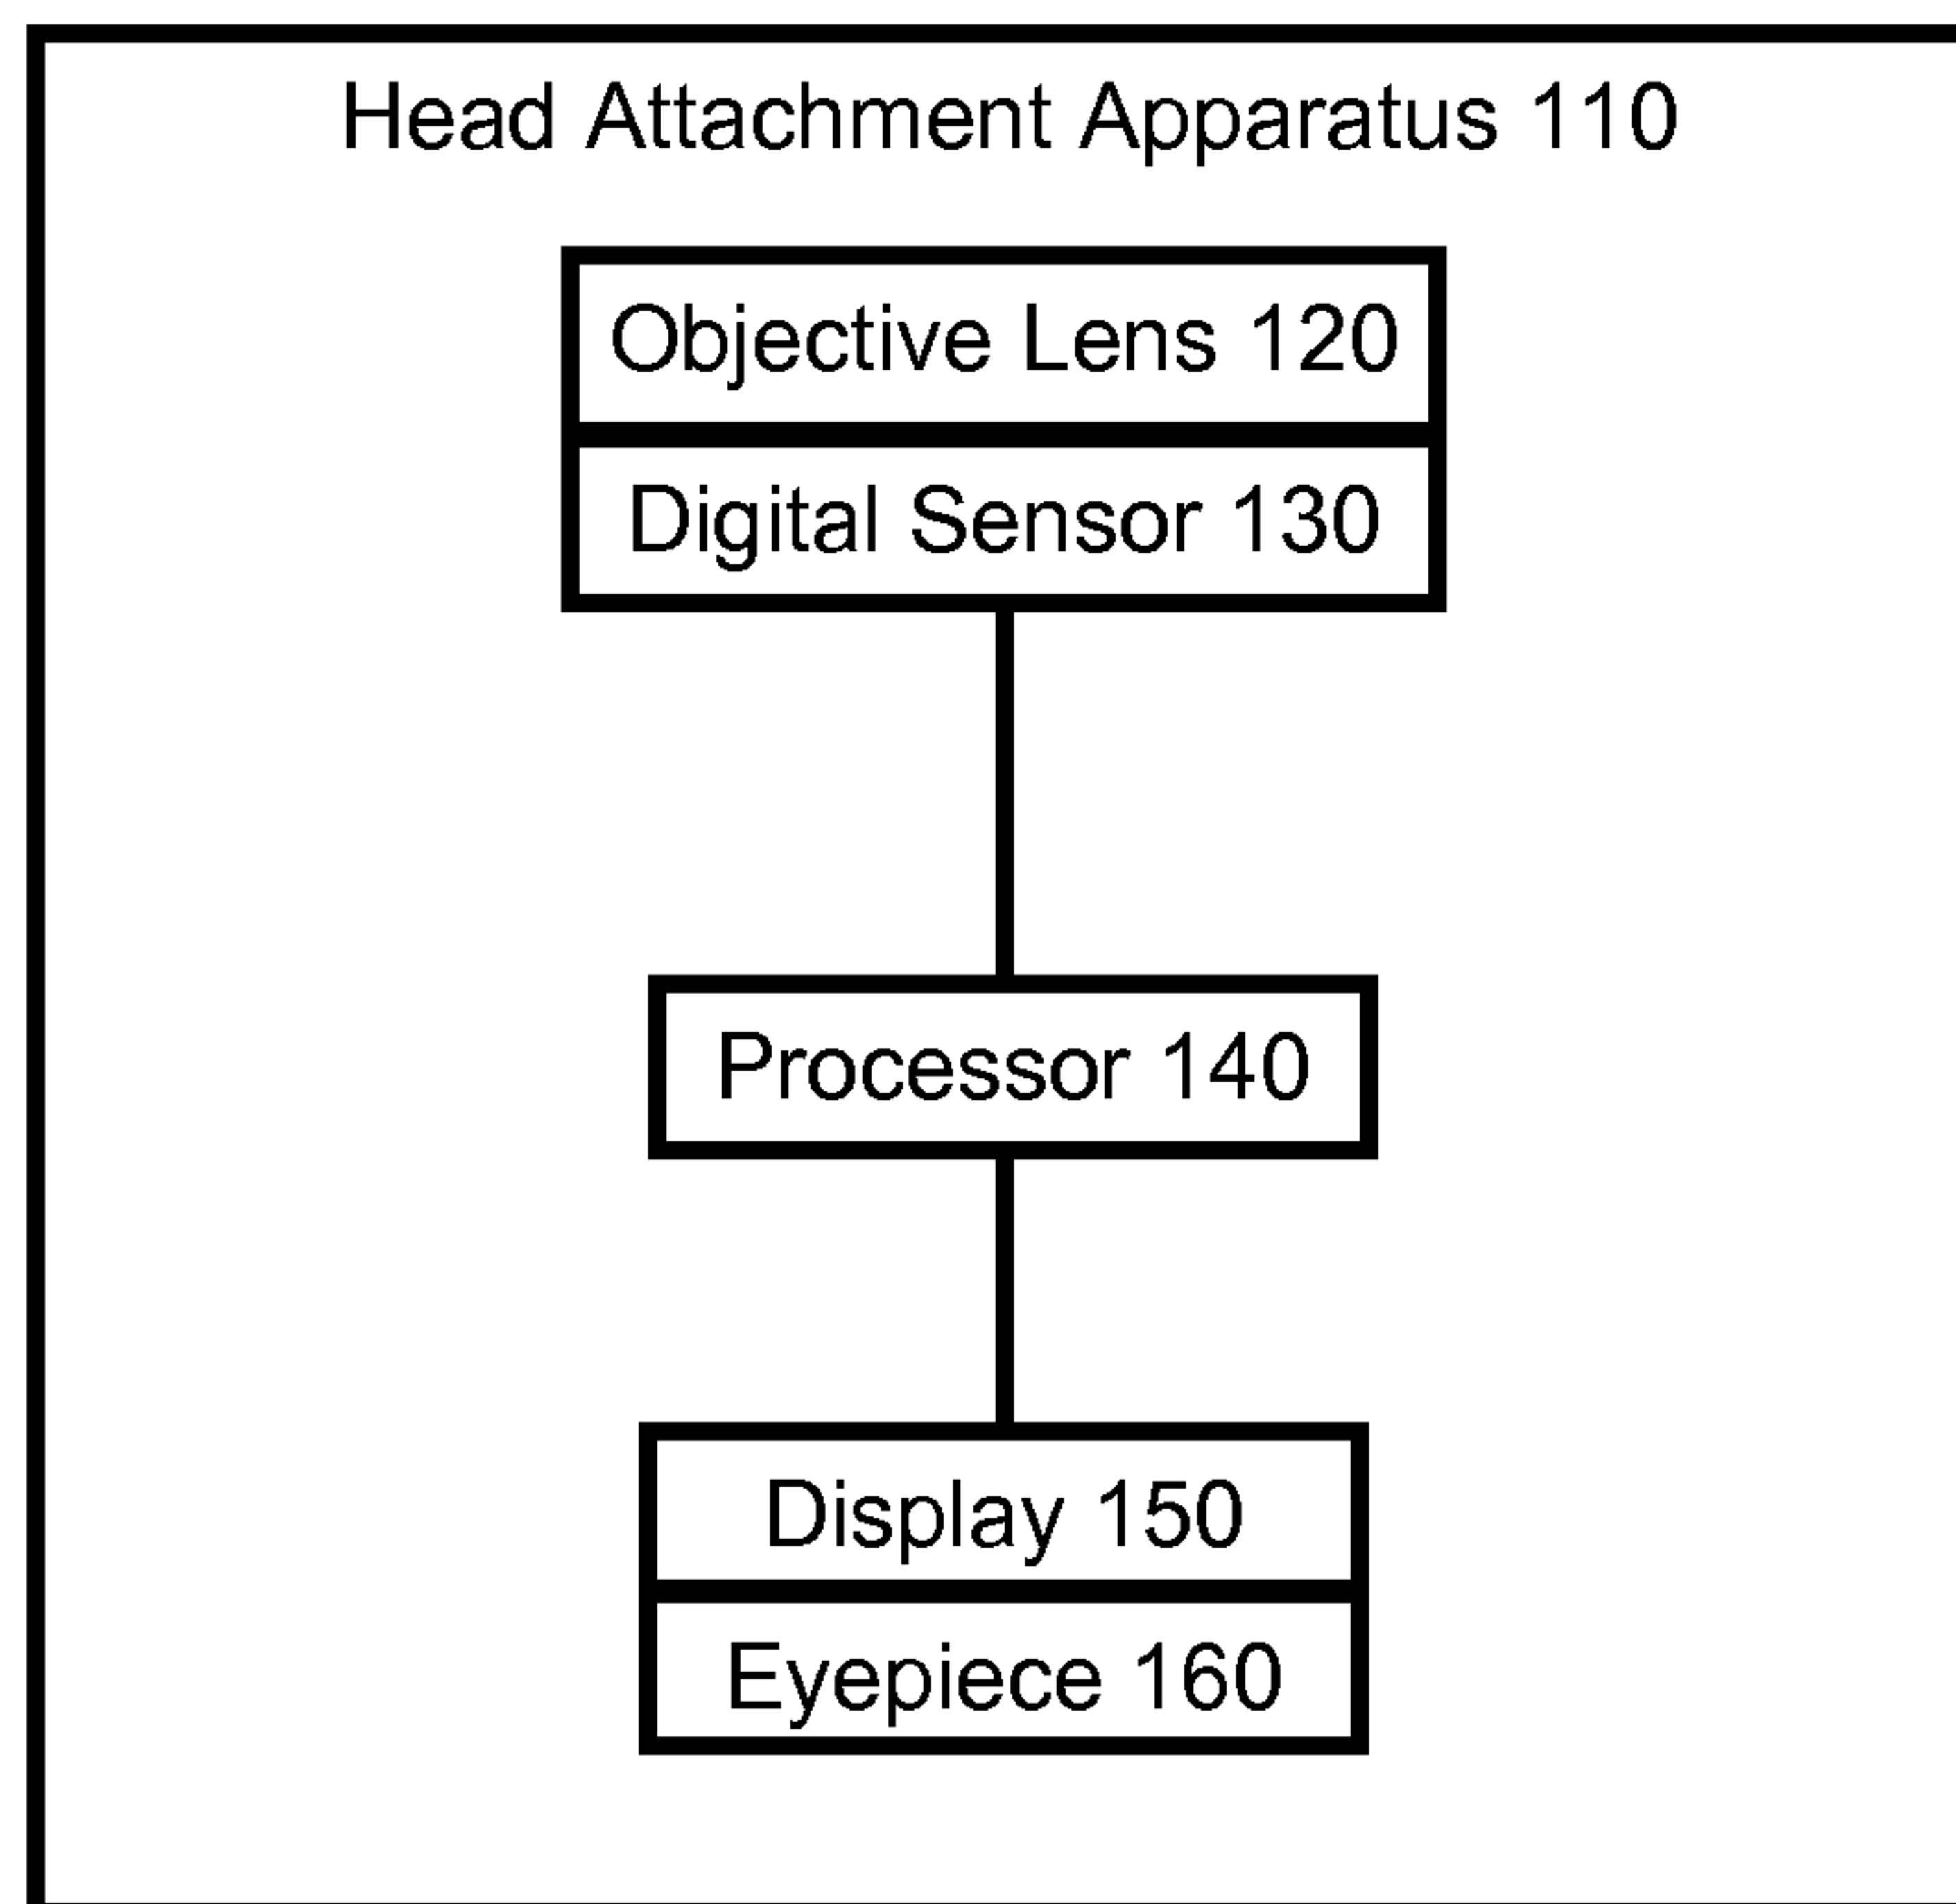 Head Attachment Apparatus 110
Objective Lens 120
Digital Sensor 130
Processor 140
Display 150
Eyepiece 160